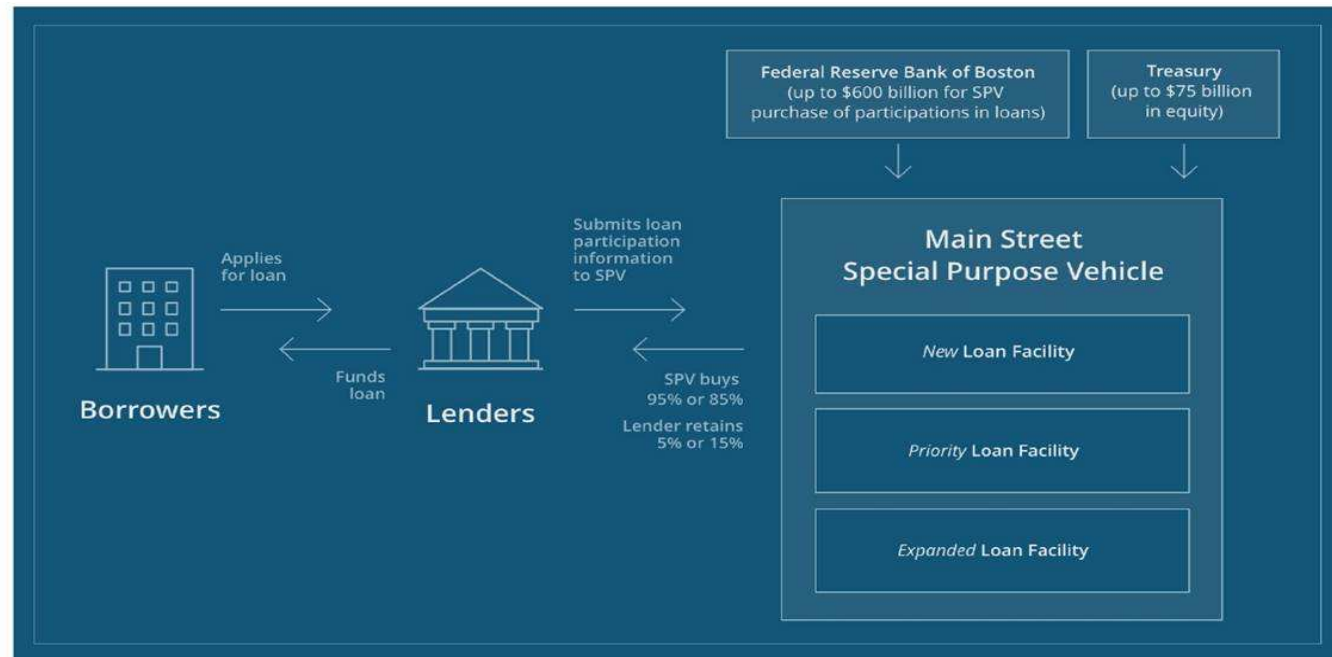 Federal Reserve Bank of Boston
(up to $600 billion for SPV
purchase of participations in loans)
Treasury
(up to $75 billion
in equity)
Applies
for loan
Funds
loan
Borrowers
Lenders
Submits loan
participation
information
to SPV
SPV buys
95% or 85%
Lender retains
5% or 15%
Main Street
Special Purpose Vehicle
New Loan Facility
Priority Loan Facility
Expanded Loan Facility